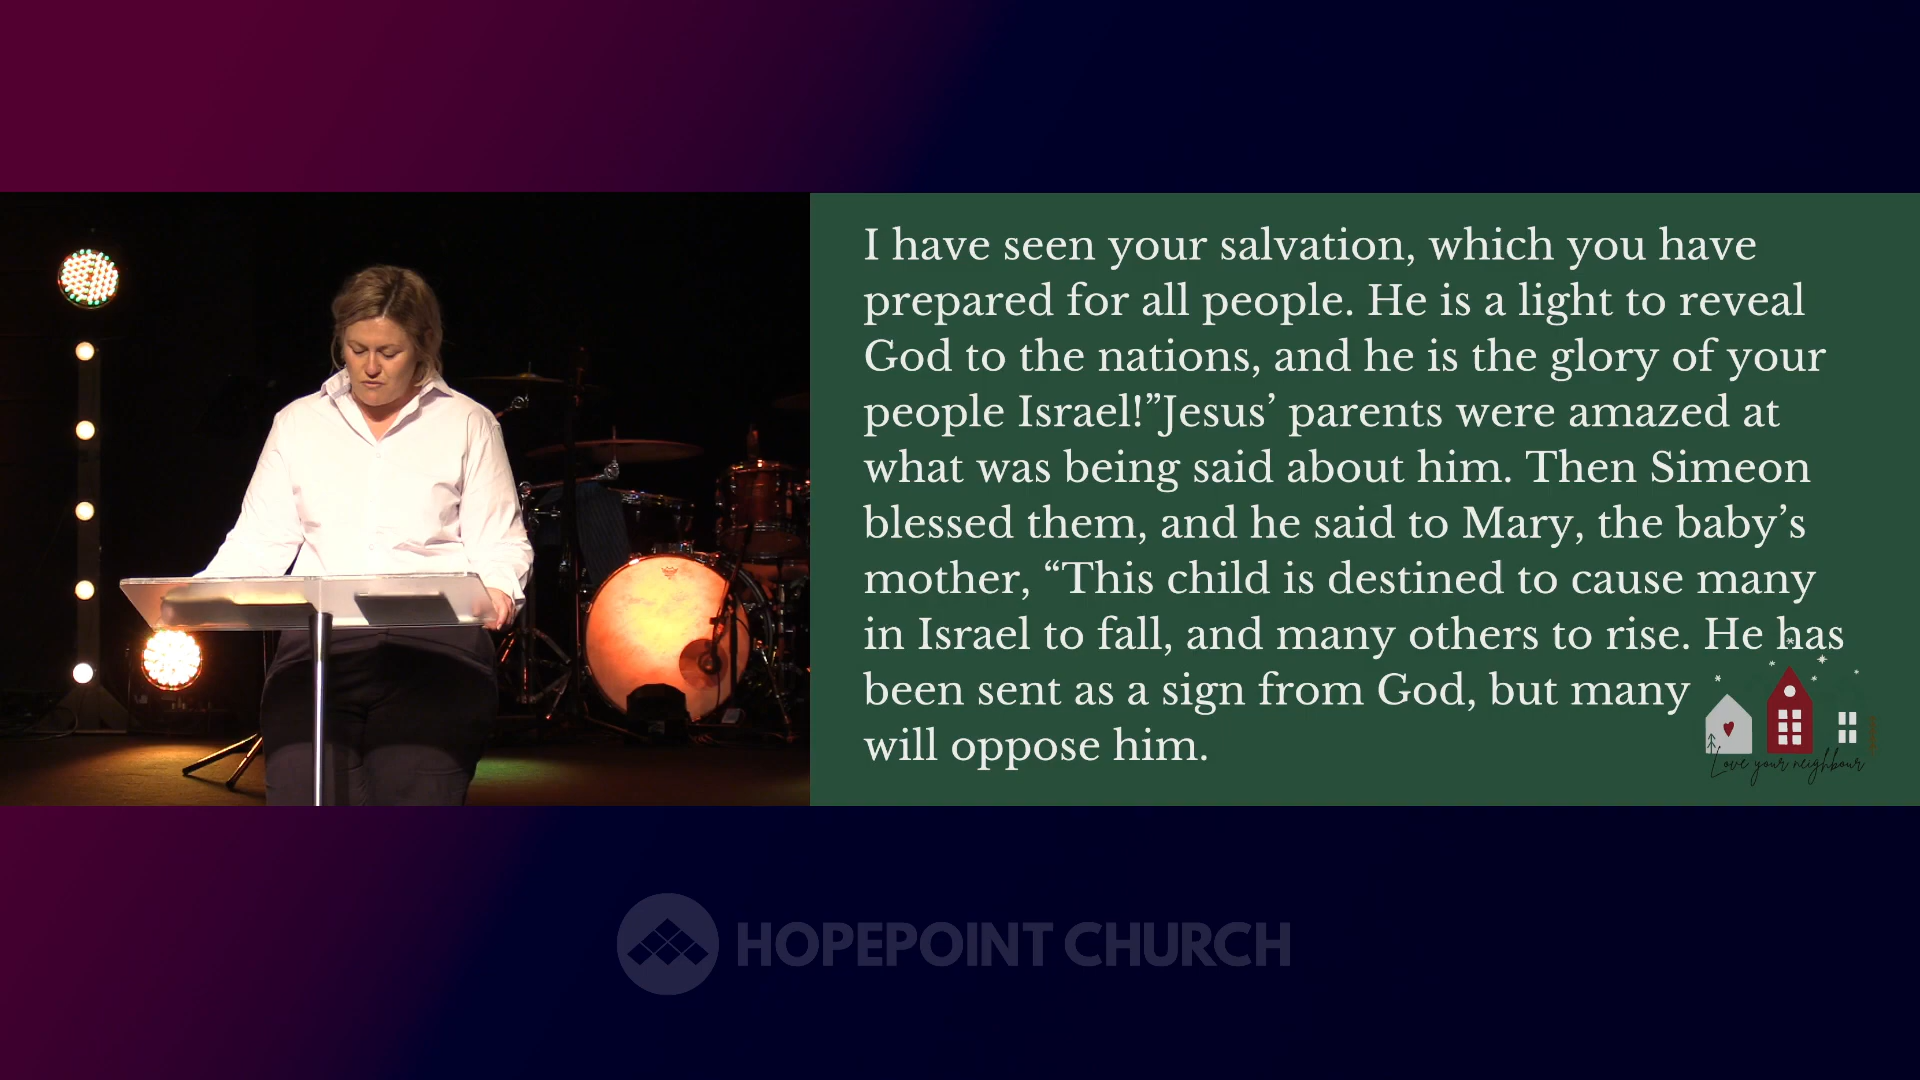 I have seen your salvation, which you have
prepared for all people. He is a light to reveal
God to the nations, and he is the glory of your
people Israel!”Jesus’ parents were amazed at
what was being said about him. Then Simeon
blessed them, and he said to Mary, the baby’s
mother, “This child is destined to cause many
in Israel to fall, and many others to rise. He has
been sent as a sign from God, but many
will oppose him.
Love your neighbour
HOPEPOINT CHURCH